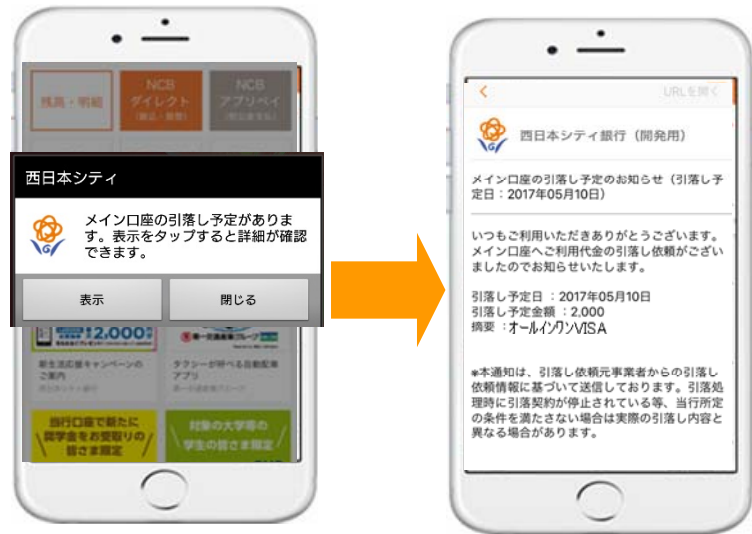 残高・明細
NCB
ダイレクト
(振込・振替)
NCB
アプリペイ
西日本シティ
メイン口座の引落し予定がありま
す。表示をタップすると詳細が確認
できます。
表示
閉じる
2,000円
第一交通産業グループ
新生活応援キャンペーンの
ご案内
タクシーが呼べる自動配車
アプリ
当行口座で新たに
奨学金をお受取りの
皆さま限定
対象の大学等の
学生の皆さま限定
URLを開く
西日本シティ銀行（開発用）
メイン口座の引落し予定のお知らせ（引落し予
定日：2017年05月10日）
いつもご利用いただきありがとうございます。
メイン口座へご利用代金の引落し依頼がござい
ましたのでお知らせいたします。
引落し予定日 ：2017年05月10日
引落し予定金額 ：2,000
摘要 ：オールインワンVISA
*本通知は、引落し依頼元事業者からの引落し
依頼情報に基づいて送信しております。引落処
理時に引落契約が停止されている等、当行所定
の条件を満たさない場合は実際の引落し内容と
異なる場合があります。